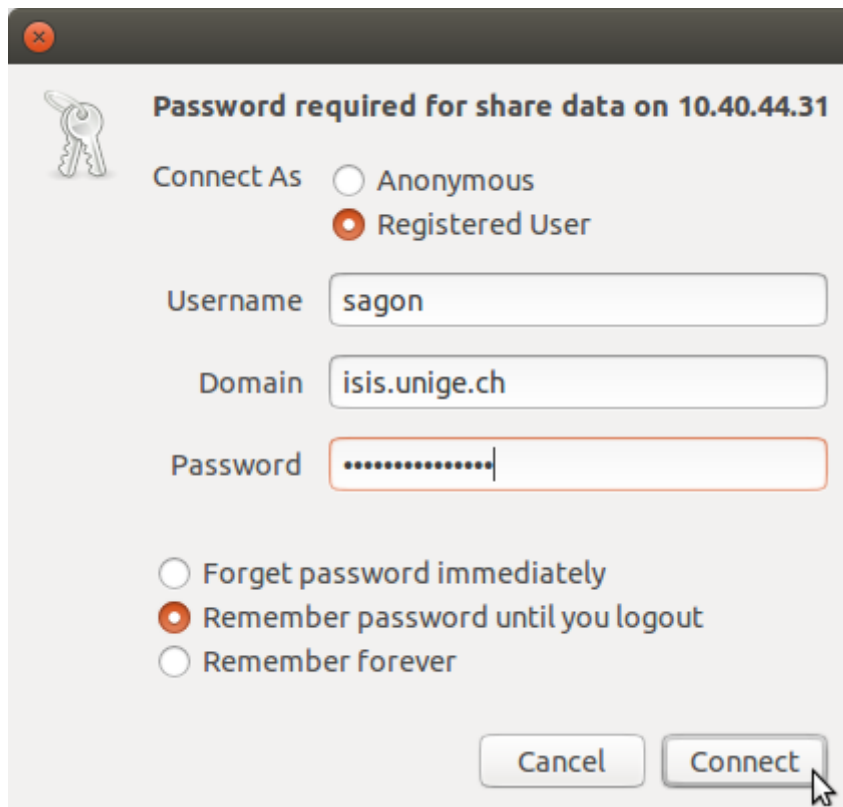 Password required for share data on 10.40.44.31
Connect As
Anonymous
Registered User
Username sagon
Domain isis.unige.ch
Password •••••••••••••••
Forget password immediately
Remember password until you logout
Remember forever
Cancel Connect